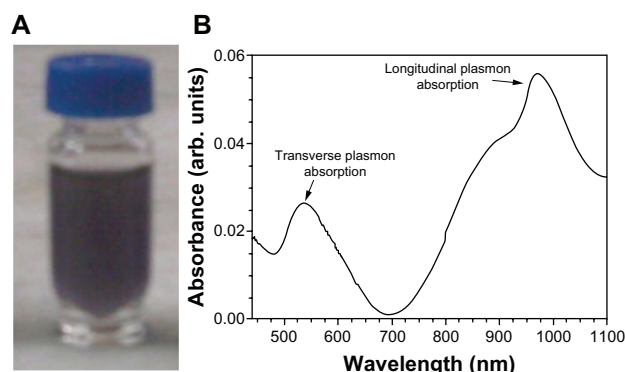 A
B
0.06
0.04
0.02
0.00
Absorbance (arb. units)
Longitudinal plasmon
absorption
Transverse plasmon
absorption
500
600
700
800
900
1000
1100
Wavelength (nm)